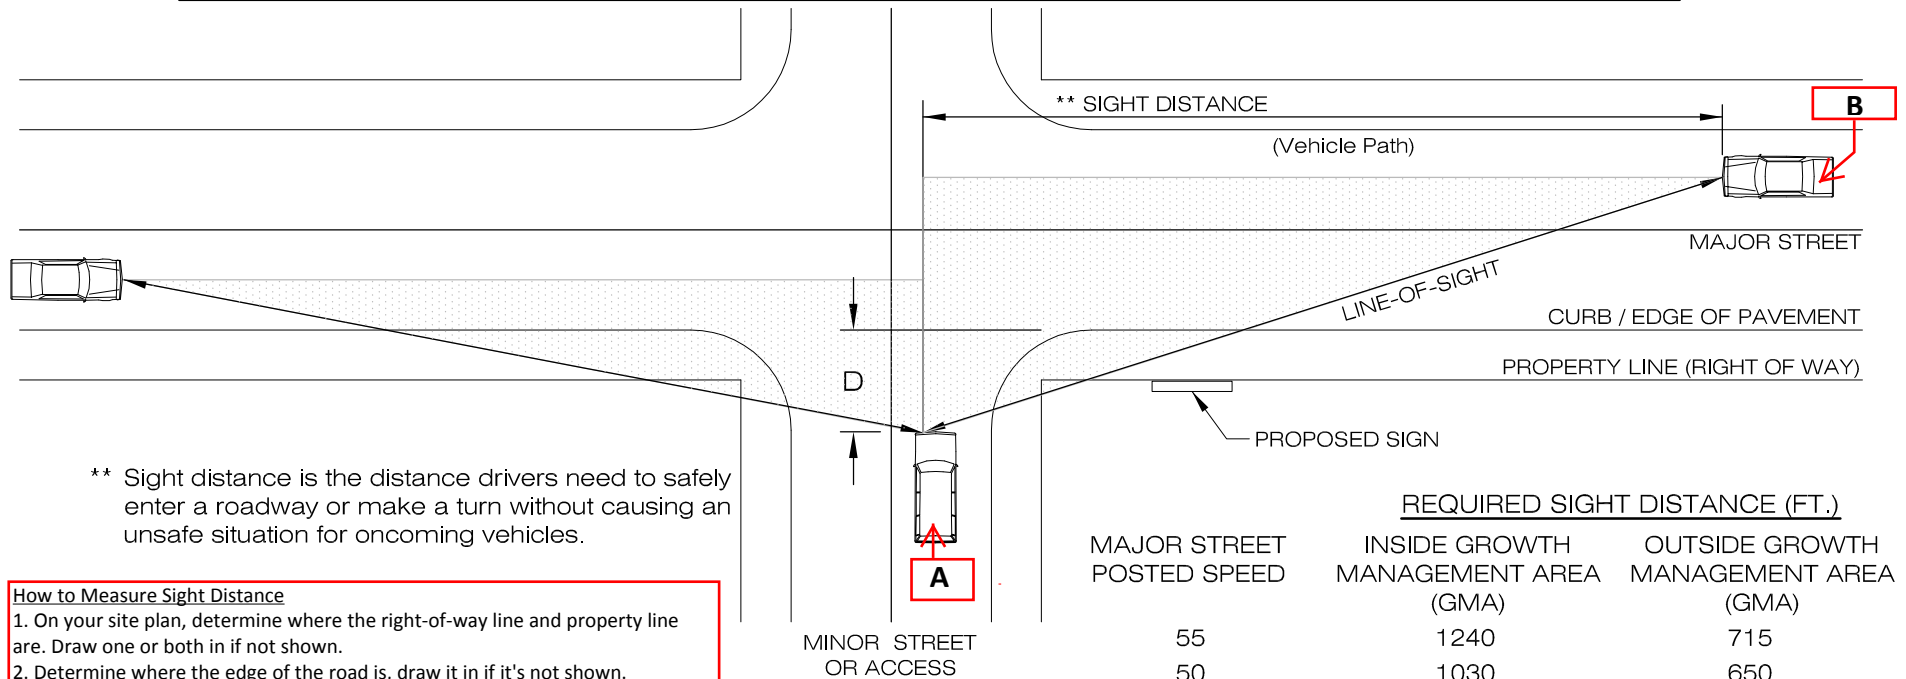 ** SIGHT DISTANCE
(Vehicle Path)
B
MAJOR STREET
LINE-OF-SIGHT
CURB / EDGE OF PAVEMENT
PROPERTY LINE (RIGHT OF WAY)
D
PROPOSED SIGN
** Sight distance is the distance drivers need to safely
enter a roadway or make a turn without causing an
unsafe situation for oncoming vehicles.
A
How to Measure Sight Distance
1. On your site plan, determine where the right-of-way line and property line
are. Draw one or both in if not shown.
2. Determine where the edge of the road is, draw it in if it's not shown.
MINOR STREET
OR ACCESS
REQUIRED SIGHT DISTANCE (FT.)
MAJOR STREET
POSTED SPEED
INSIDE GROWTH
MANAGEMENT AREA
(GMA)
OUTSIDE GROWTH
MANAGEMENT AREA
(GMA)
55 1240 715
50 1030 650